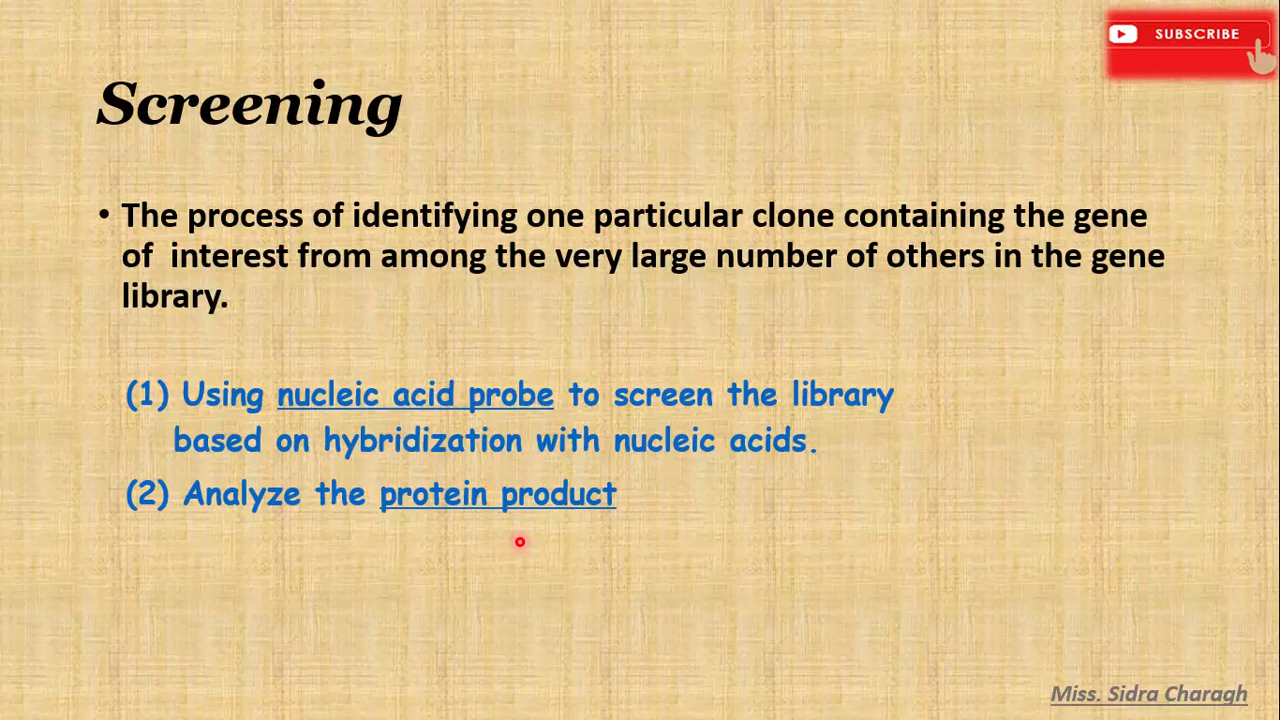 SUBSCRIBE
Screening
• The process of identifying one particular clone containing the gene
of interest from among the very large number of others in the gene
library.
(1) Using nucleic acid probe to screen the library
based on hybridization with nucleic acids.
(2) Analyze the protein product
Miss. Sidra Charagh